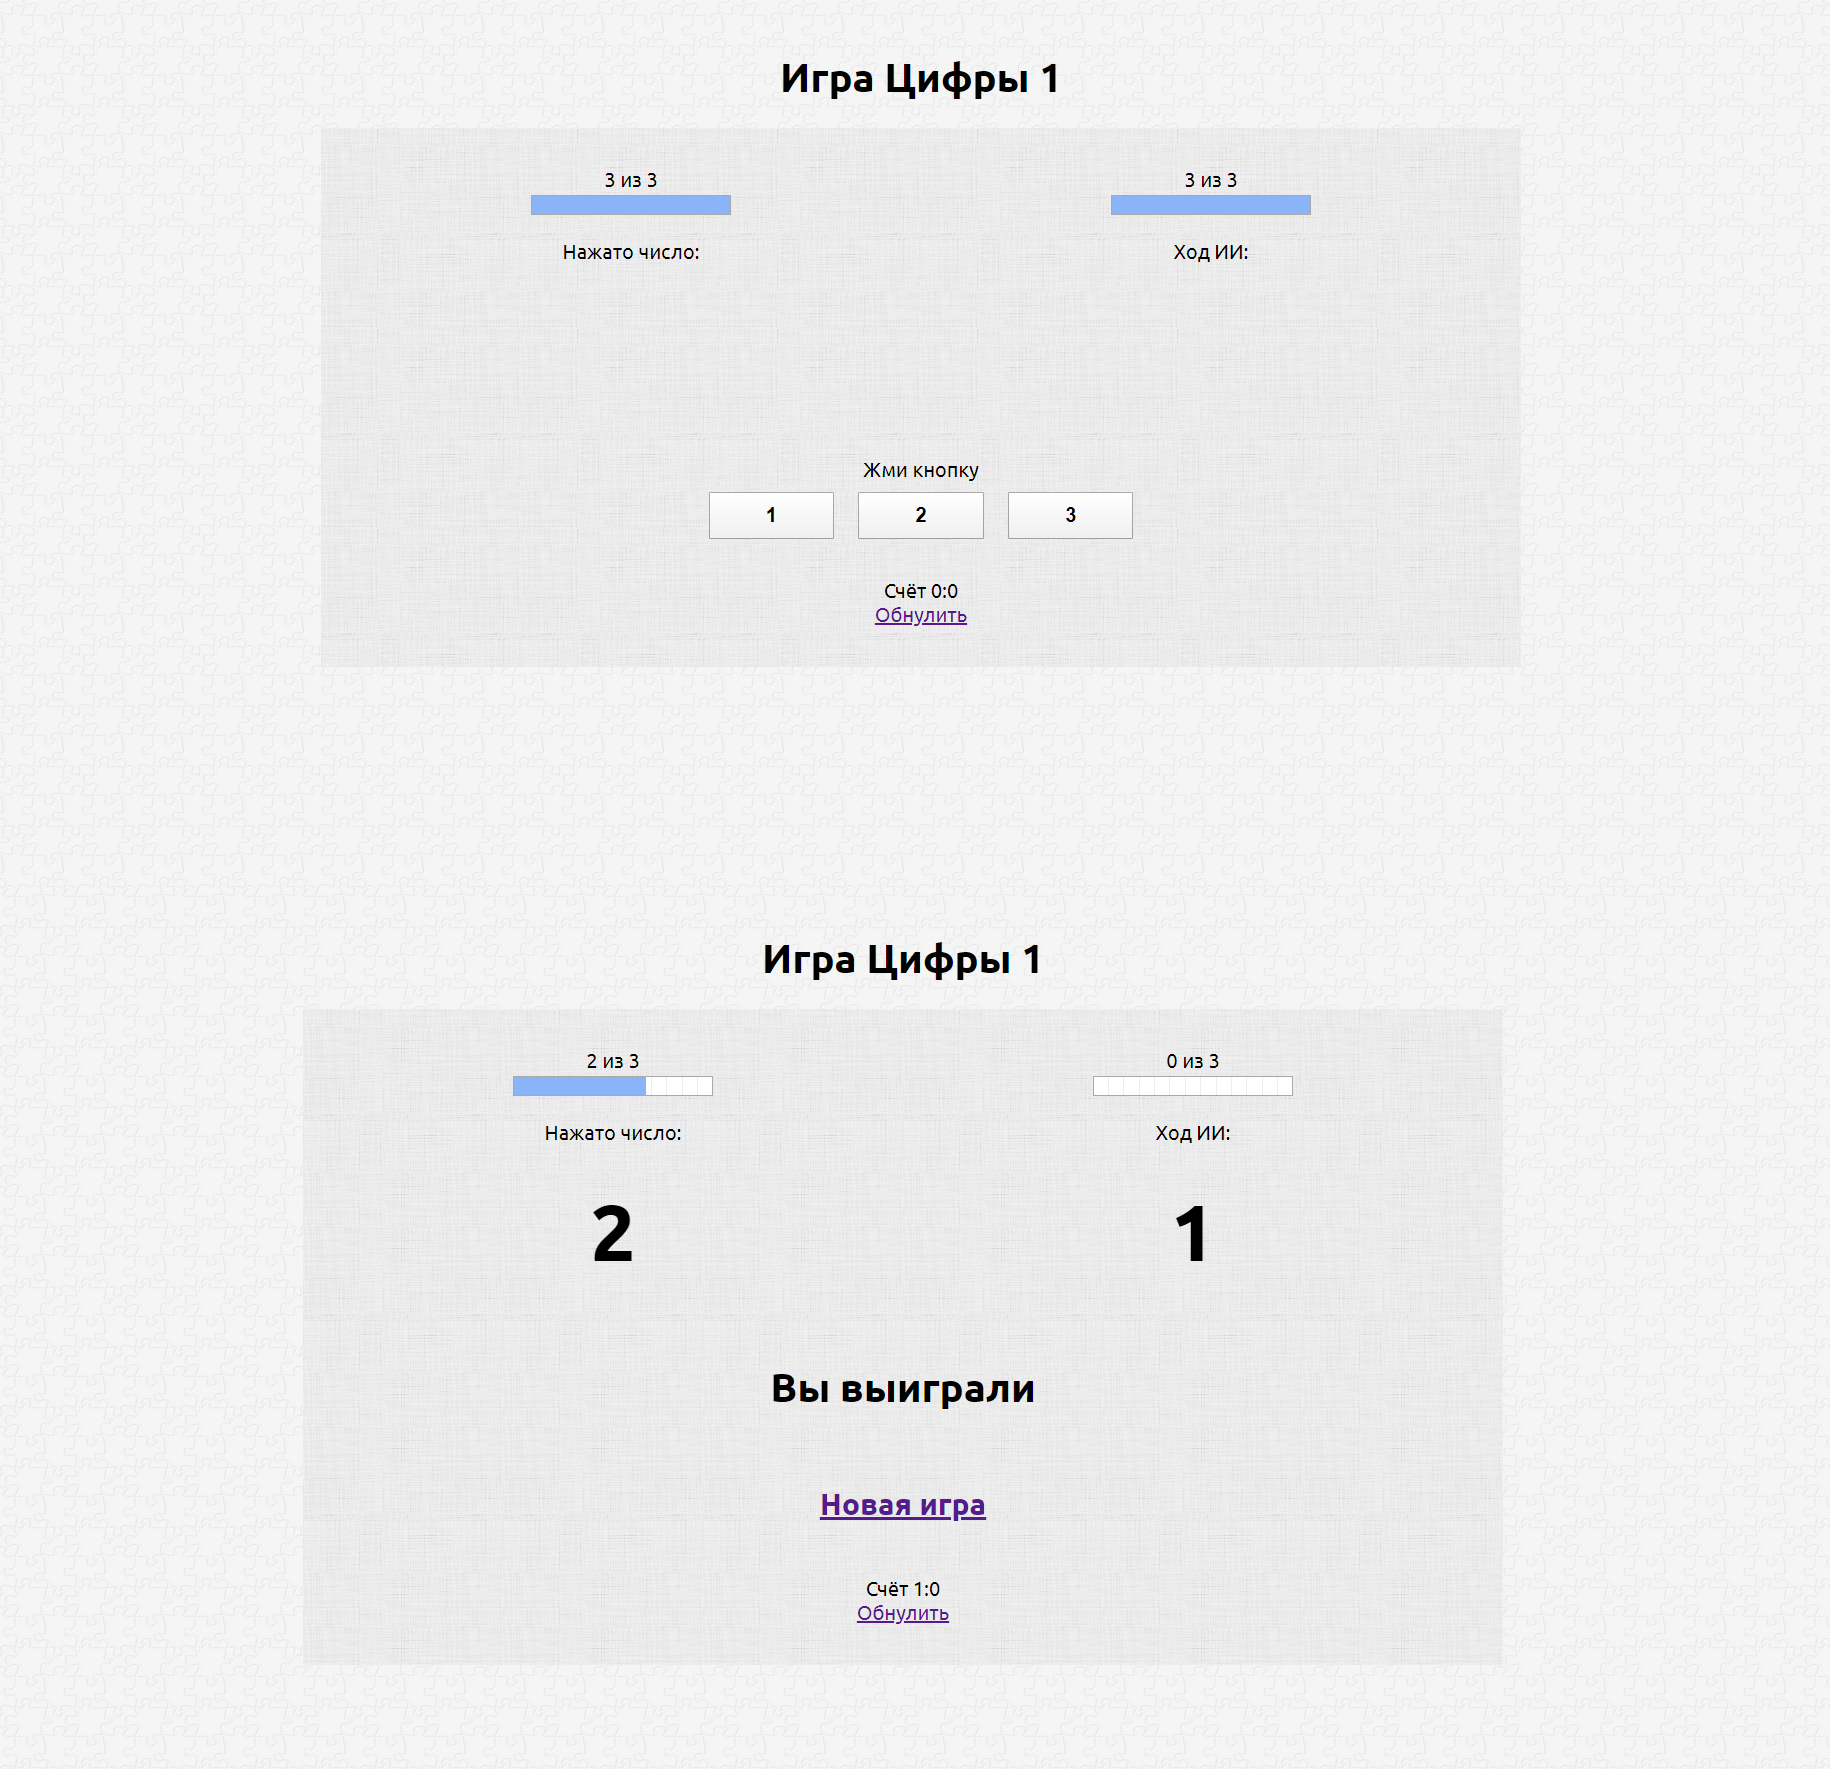 Игра Цифры 1
3 из 3
3 из 3
Нажато число:
Ход ИИ:
Жми кнопку
1 2 3
Счёт 0:0
Обнулить
Игра Цифры 1
2 из 3
0 из 3
Нажато число:
Ход ИИ:
2
1
Вы выиграли
Новая игра
Счёт 1:0
Обнулить